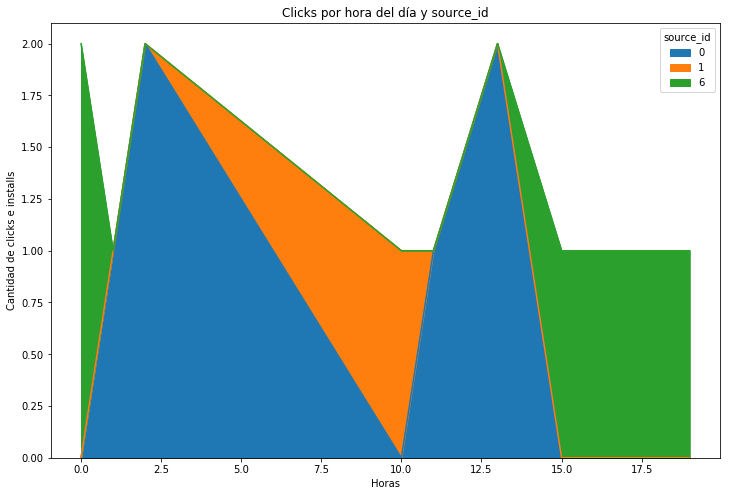 Clicks por hora del día y source_id
source_id
0
1
6
2.00
1.75
1.50
1.25
1.00
0.75
0.50
0.25
0.00
Cantidad de clicks e installs
0.0 2.5 5.0 7.5 10.0 12.5 15.0 17.5
Horas